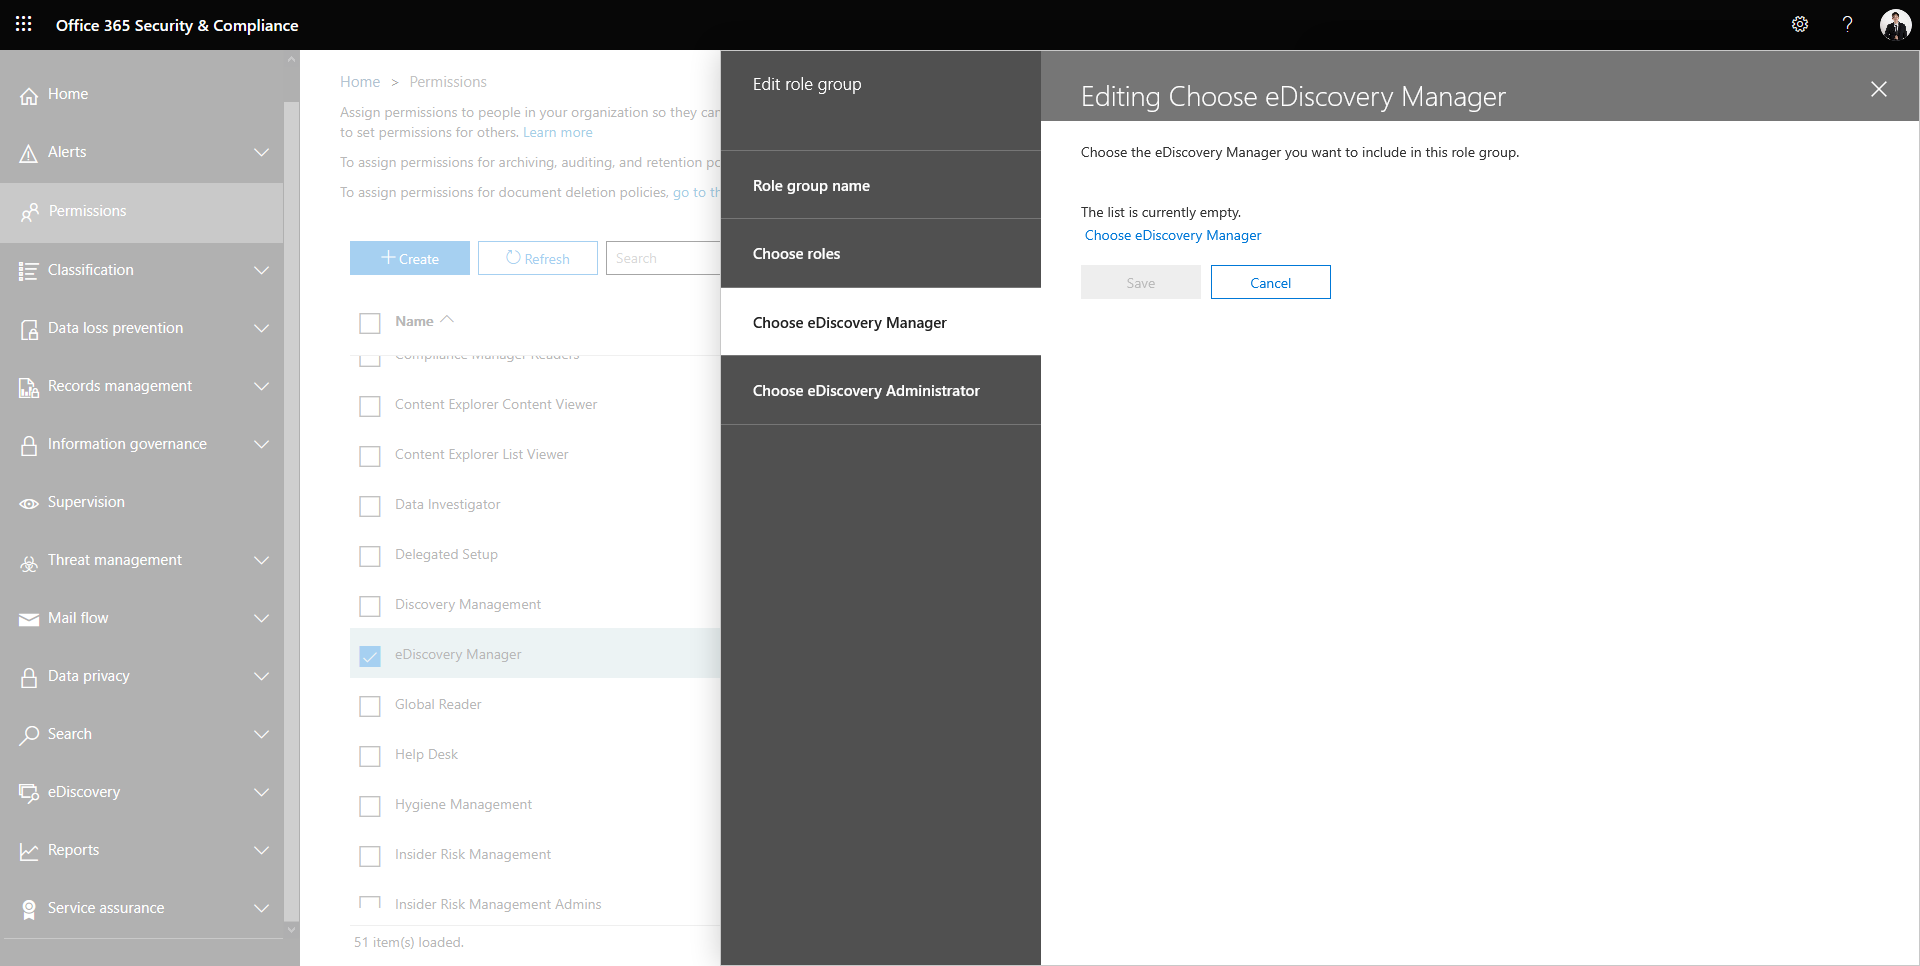 Office 365 Security & Compliance
?
Home
Alerts
Permissions
Classification
Data loss prevention
Records management
Information governance
Supervision
Threat management
Mail flow
Data privacy
Search
eDiscovery
Reports
Service assurance
Home > Permissions
Assign permissions to people in your organization so they can
to set permissions for others. Learn more
To assign permissions for archiving, auditing, and retention po
To assign permissions for document deletion policies, go to th
+ Create
Refresh
Search
Name
Compliance Manager Readers
Content Explorer Content Viewer
Content Explorer List Viewer
Data Investigator
Delegated Setup
Discovery Management
eDiscovery Manager
Global Reader
Help Desk
Hygiene Management
Insider Risk Management
Insider Risk Management Admins
51 item(s) loaded.
Edit role group
Role group name
Choose roles
Choose eDiscovery Manager
Choose eDiscovery Administrator
Editing Choose eDiscovery Manager
Choose the eDiscovery Manager you want to include in this role group.
The list is currently empty.
Choose eDiscovery Manager
Save
Cancel